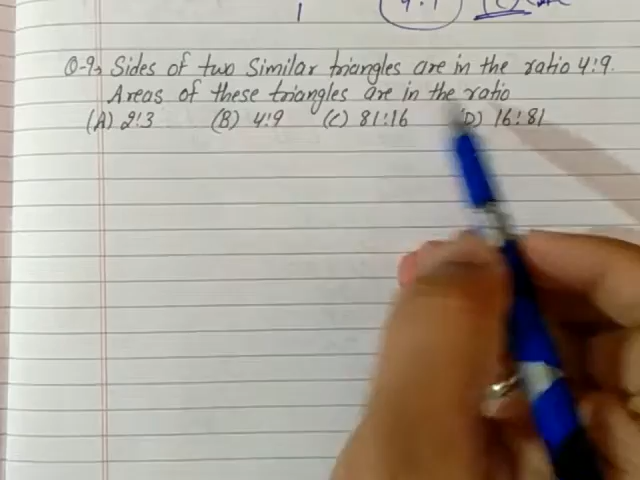 Q-9, Sides of two Similar triangles are in the ratio 4:9.
Areas of these triangles are in the ratio
(A) 2:3 (B) 4:9 (C) 81:16 (D) 16:81